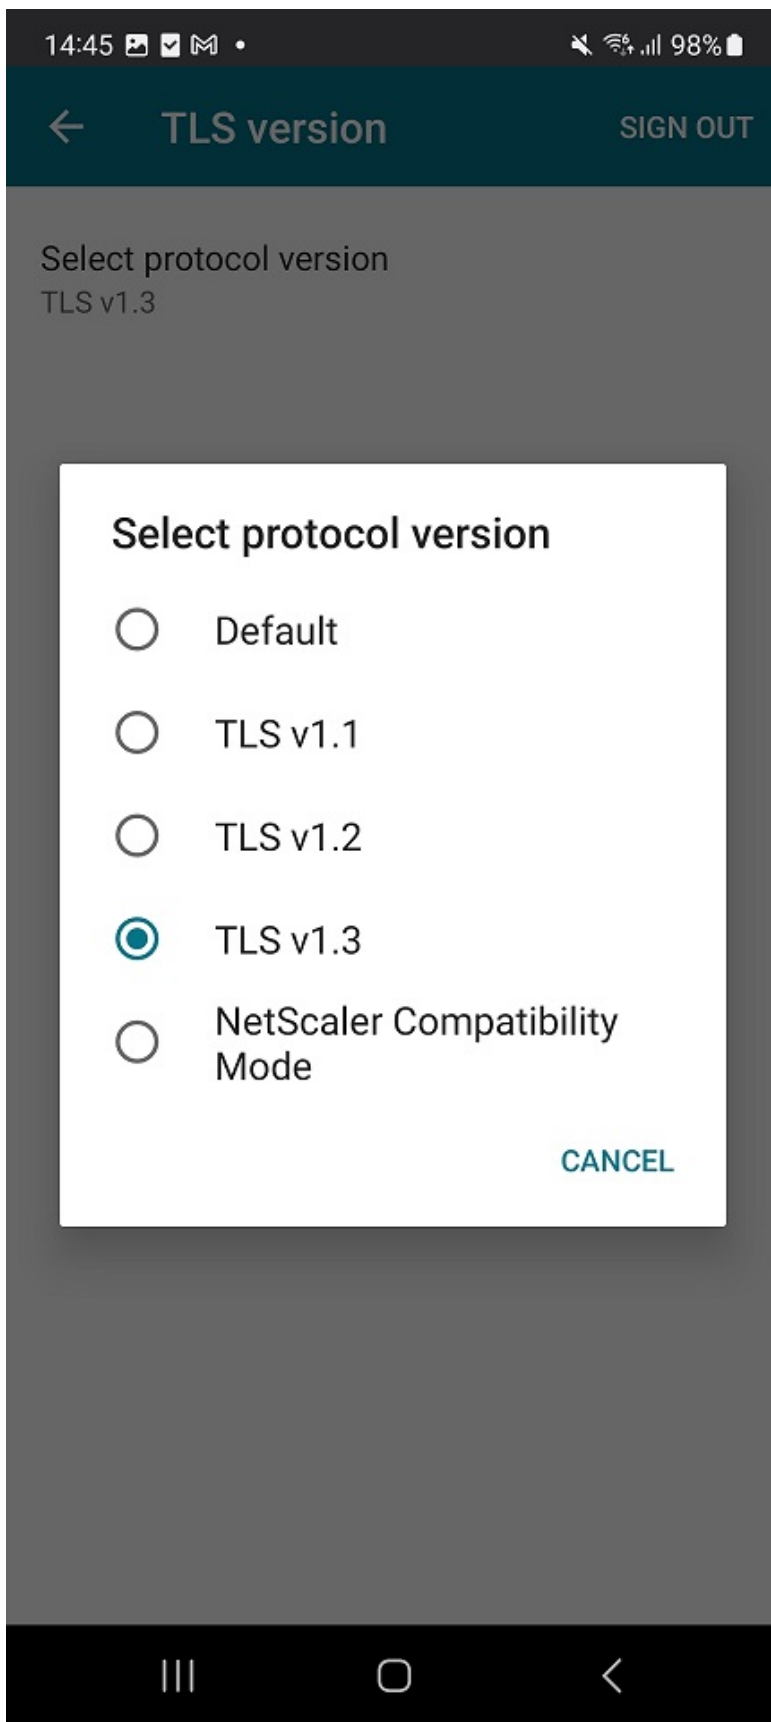 14:45
98%
TLS version
SIGN OUT
Select protocol version
TLS v1.3
Select protocol version
Default
TLS v1.1
TLS v1.2
TLS v1.3
NetScaler Compatibility
Mode
CANCEL